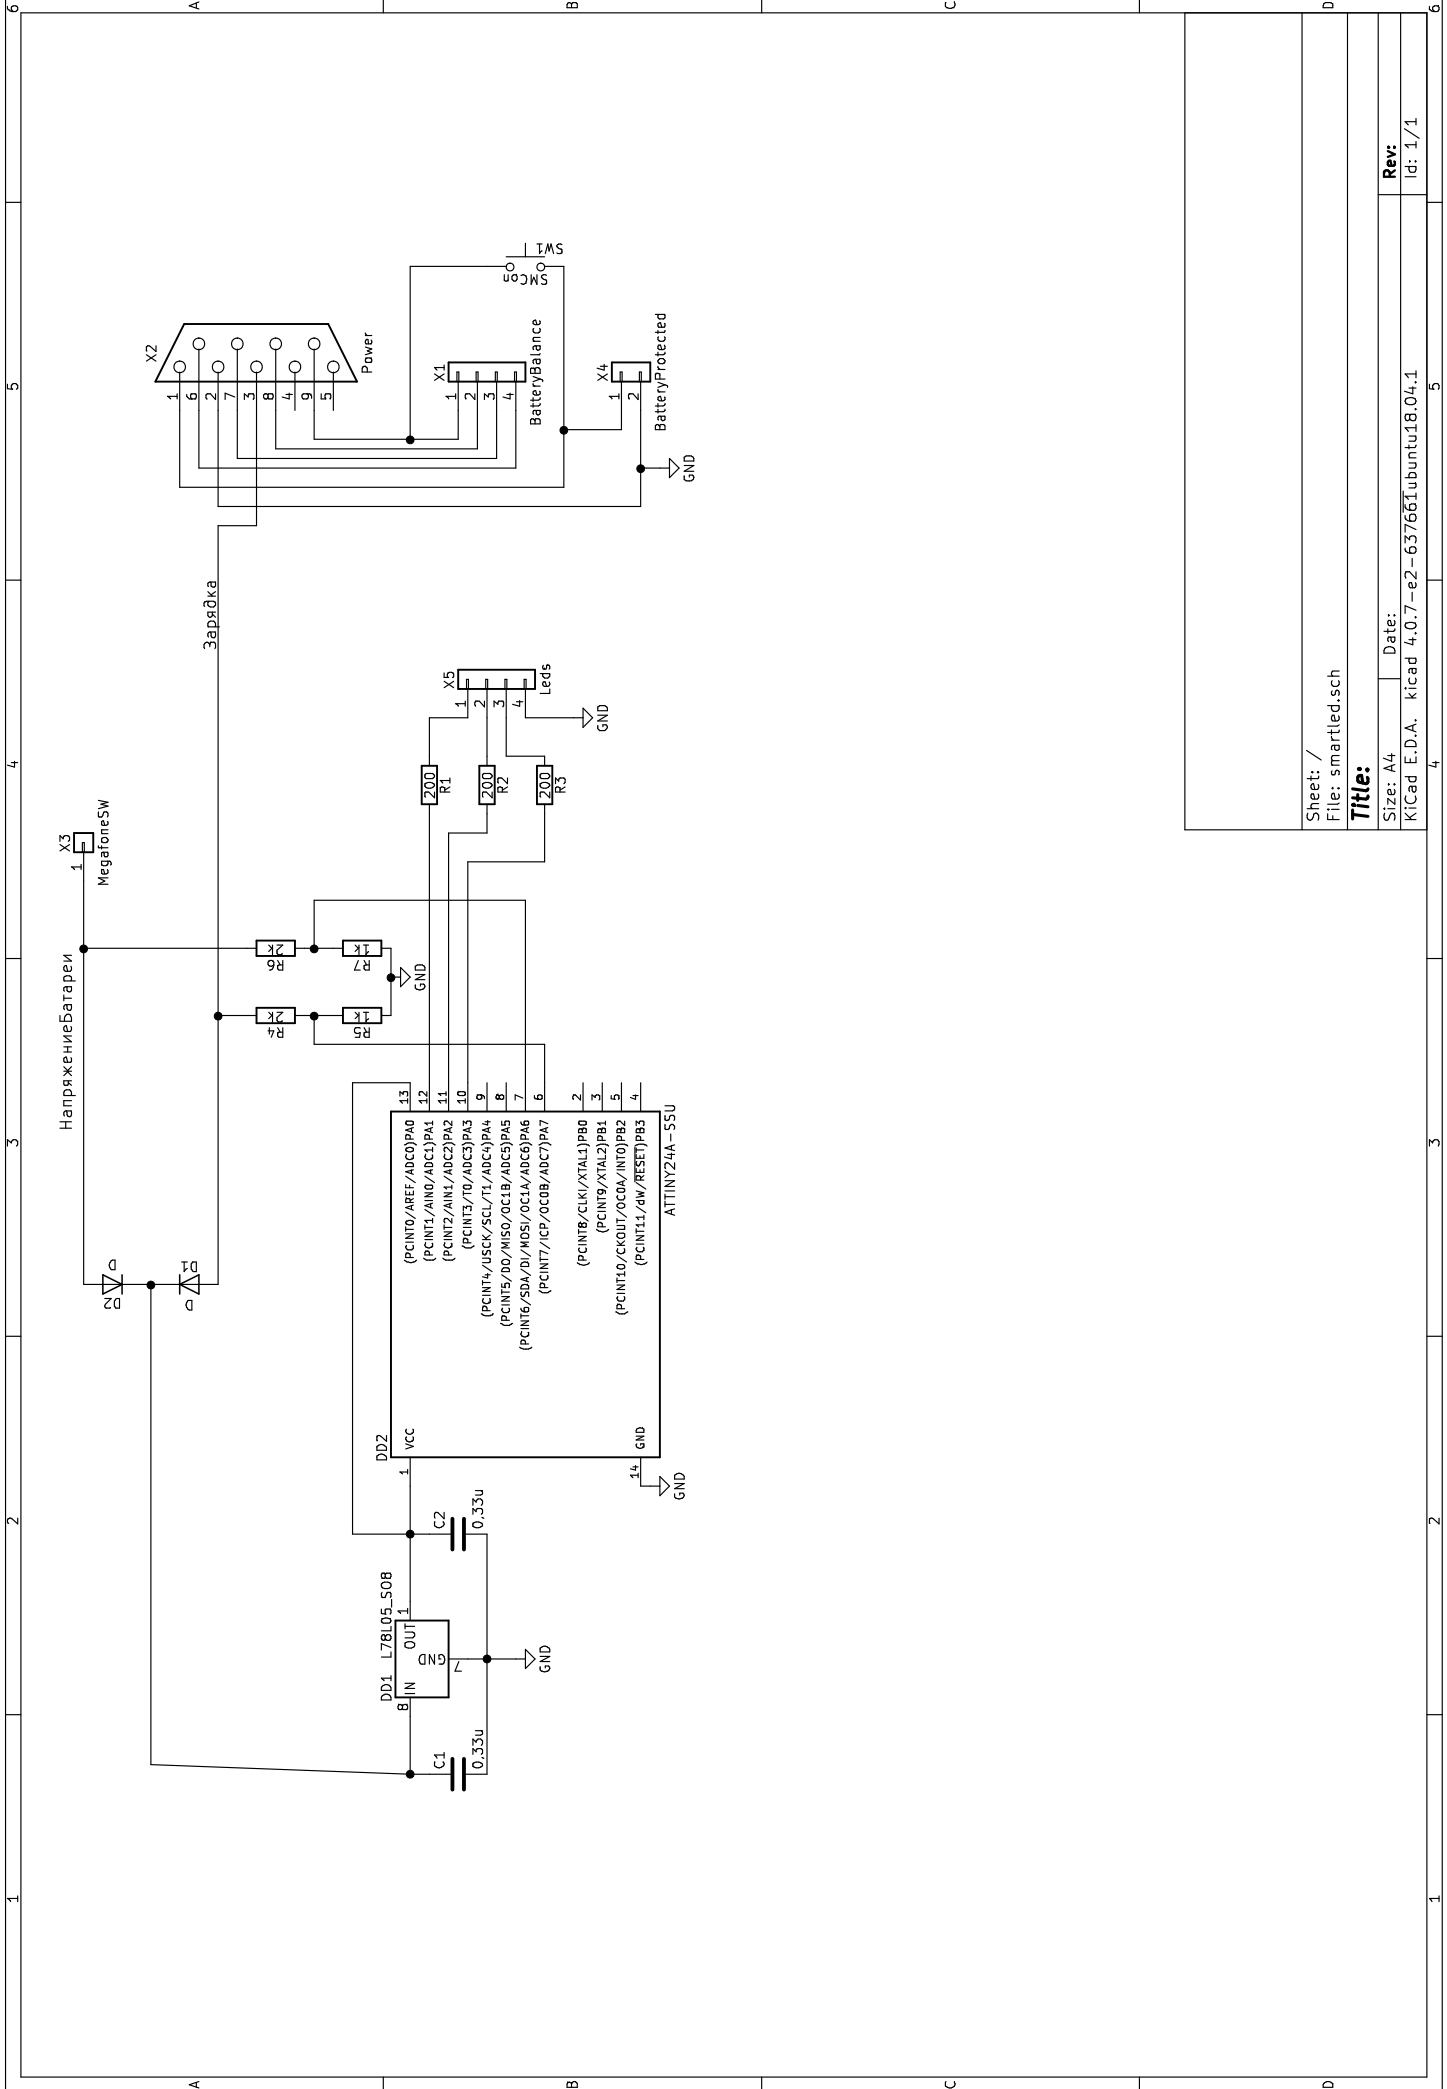 1
2
3
4
5
6
A
B
C
D
НапряжениеБатареи
X3
1
MegafoneSW
Зарядка
X2
1
6
2
7
3
8
4
9
5
Power
X1
1
2
3
4
BatteryBalance
SW1
SMCon
X4
1
2
BatteryProtected
GND
X5
1
2
3
4
Leds
GND
200
R1
200
R2
200
R3
R6
2k
R7
1k
R4
2k
R5
1k
GND
D2
D
D1
D
DD1 L78L05_SO8
8
IN
OUT
1
GND
7
C1
0,33u
C2
0,33u
GND
DD2
1
VCC
14
GND
GND
(PCINT0/AREF/ADC0)PA0 13
(PCINT1/AIN0/ADC1)PA1 12
(PCINT2/AIN1/ADC2)PA2 11
(PCINT3/T0/ADC3)PA3 10
(PCINT4/USCK/SCL/T1/ADC4)PA4 9
(PCINT5/DO/MISO/OC1B/ADC5)PA5 8
(PCINT6/SDA/DI/MOSI/OC1A/ADC6)PA6 7
(PCINT7/ICP/OC0B/ADC7)PA7 6
(PCINT8/CLKI/XTAL1)PB0 2
(PCINT9/XTAL2)PB1 3
(PCINT10/CKOUT/OC0A/INT0)PB2 5
(PCINT11/dW/RESET)PB3 4
ATTINY24A-SSU
Sheet: /
File: smartled.sch
Title:
Size: A4
Date:
Rev:
KiCad E.D.A. kicad 4.0.7-e2-637661ubuntu18.04.1
Id: 1/1
1
2
3
4
5
6
A
B
C
D